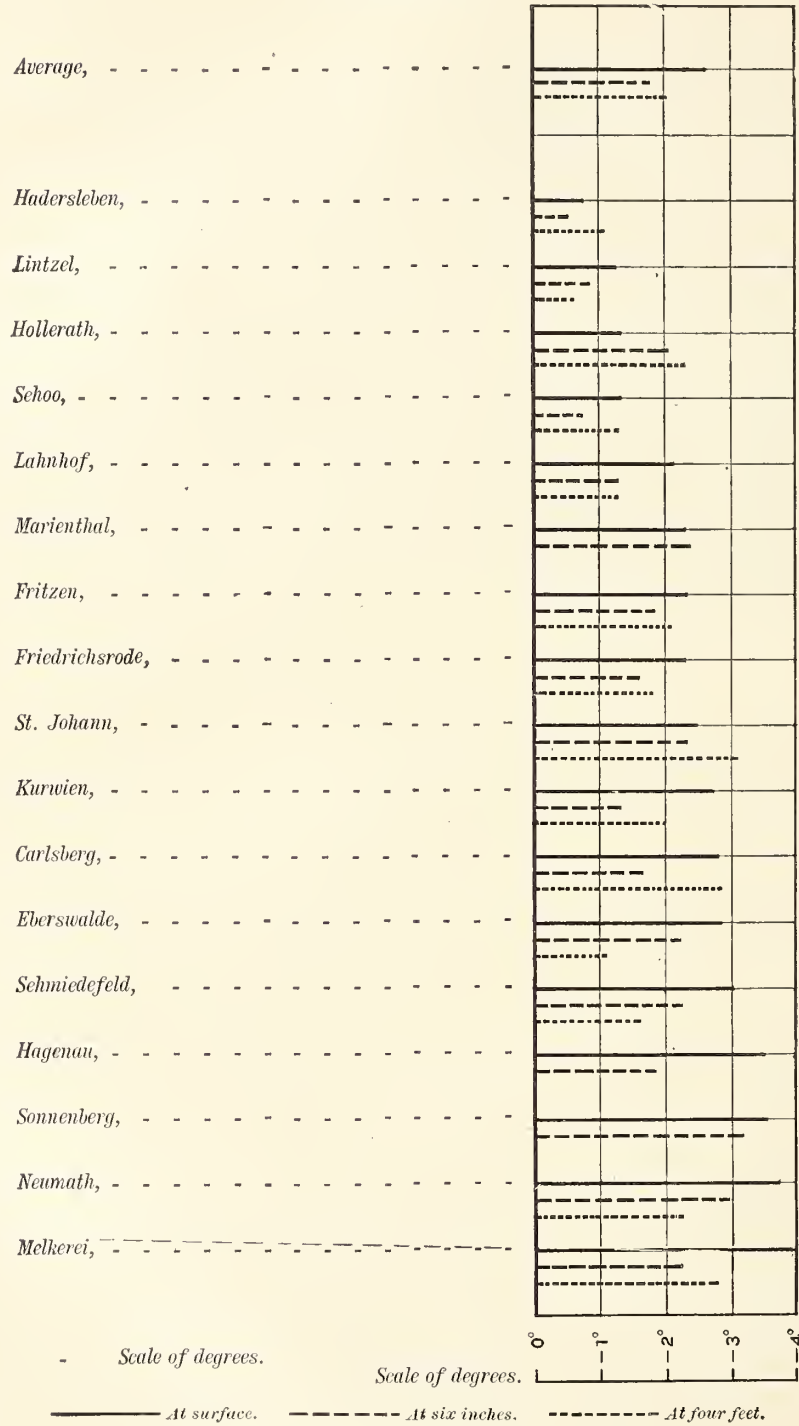 Average,
Hadersleben,
Lintzel,
Hollerath,
Schoo,
Lahnhof,
Marienthal,
Fritzen,
Friedrichsrode,
St. Johann,
Kurwien,
Carlsberg,
Eberswalde,
Schmiedefeld,
Hagenau,
Sonnenberg,
Neumath,
Melkerei,
0° —1° —2° —3° —4°
Scale of degrees.
Scale of degrees.
At surface. At six inches. At four feet.